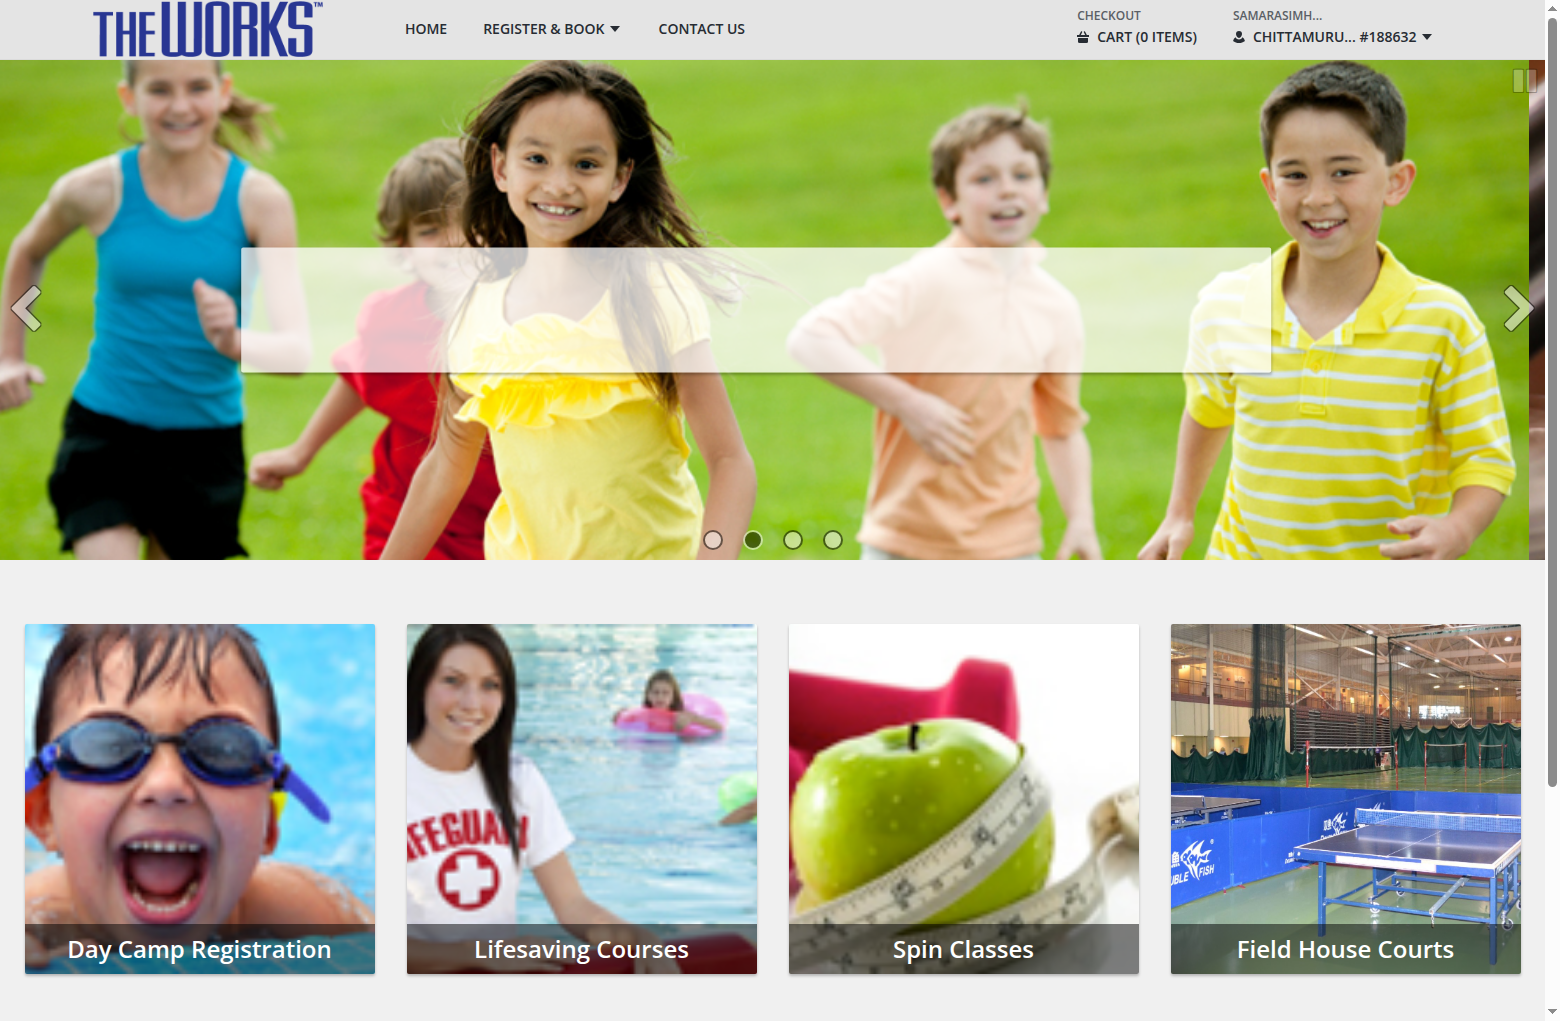 THE WORKS™
HOME
REGISTER & BOOK
CONTACT US
CHECKOUT
CART (0 ITEMS)
SAMARASIMH...
CHITTAMURU... #188632
Day Camp Registration
Lifesaving Courses
Spin Classes
Field House Courts